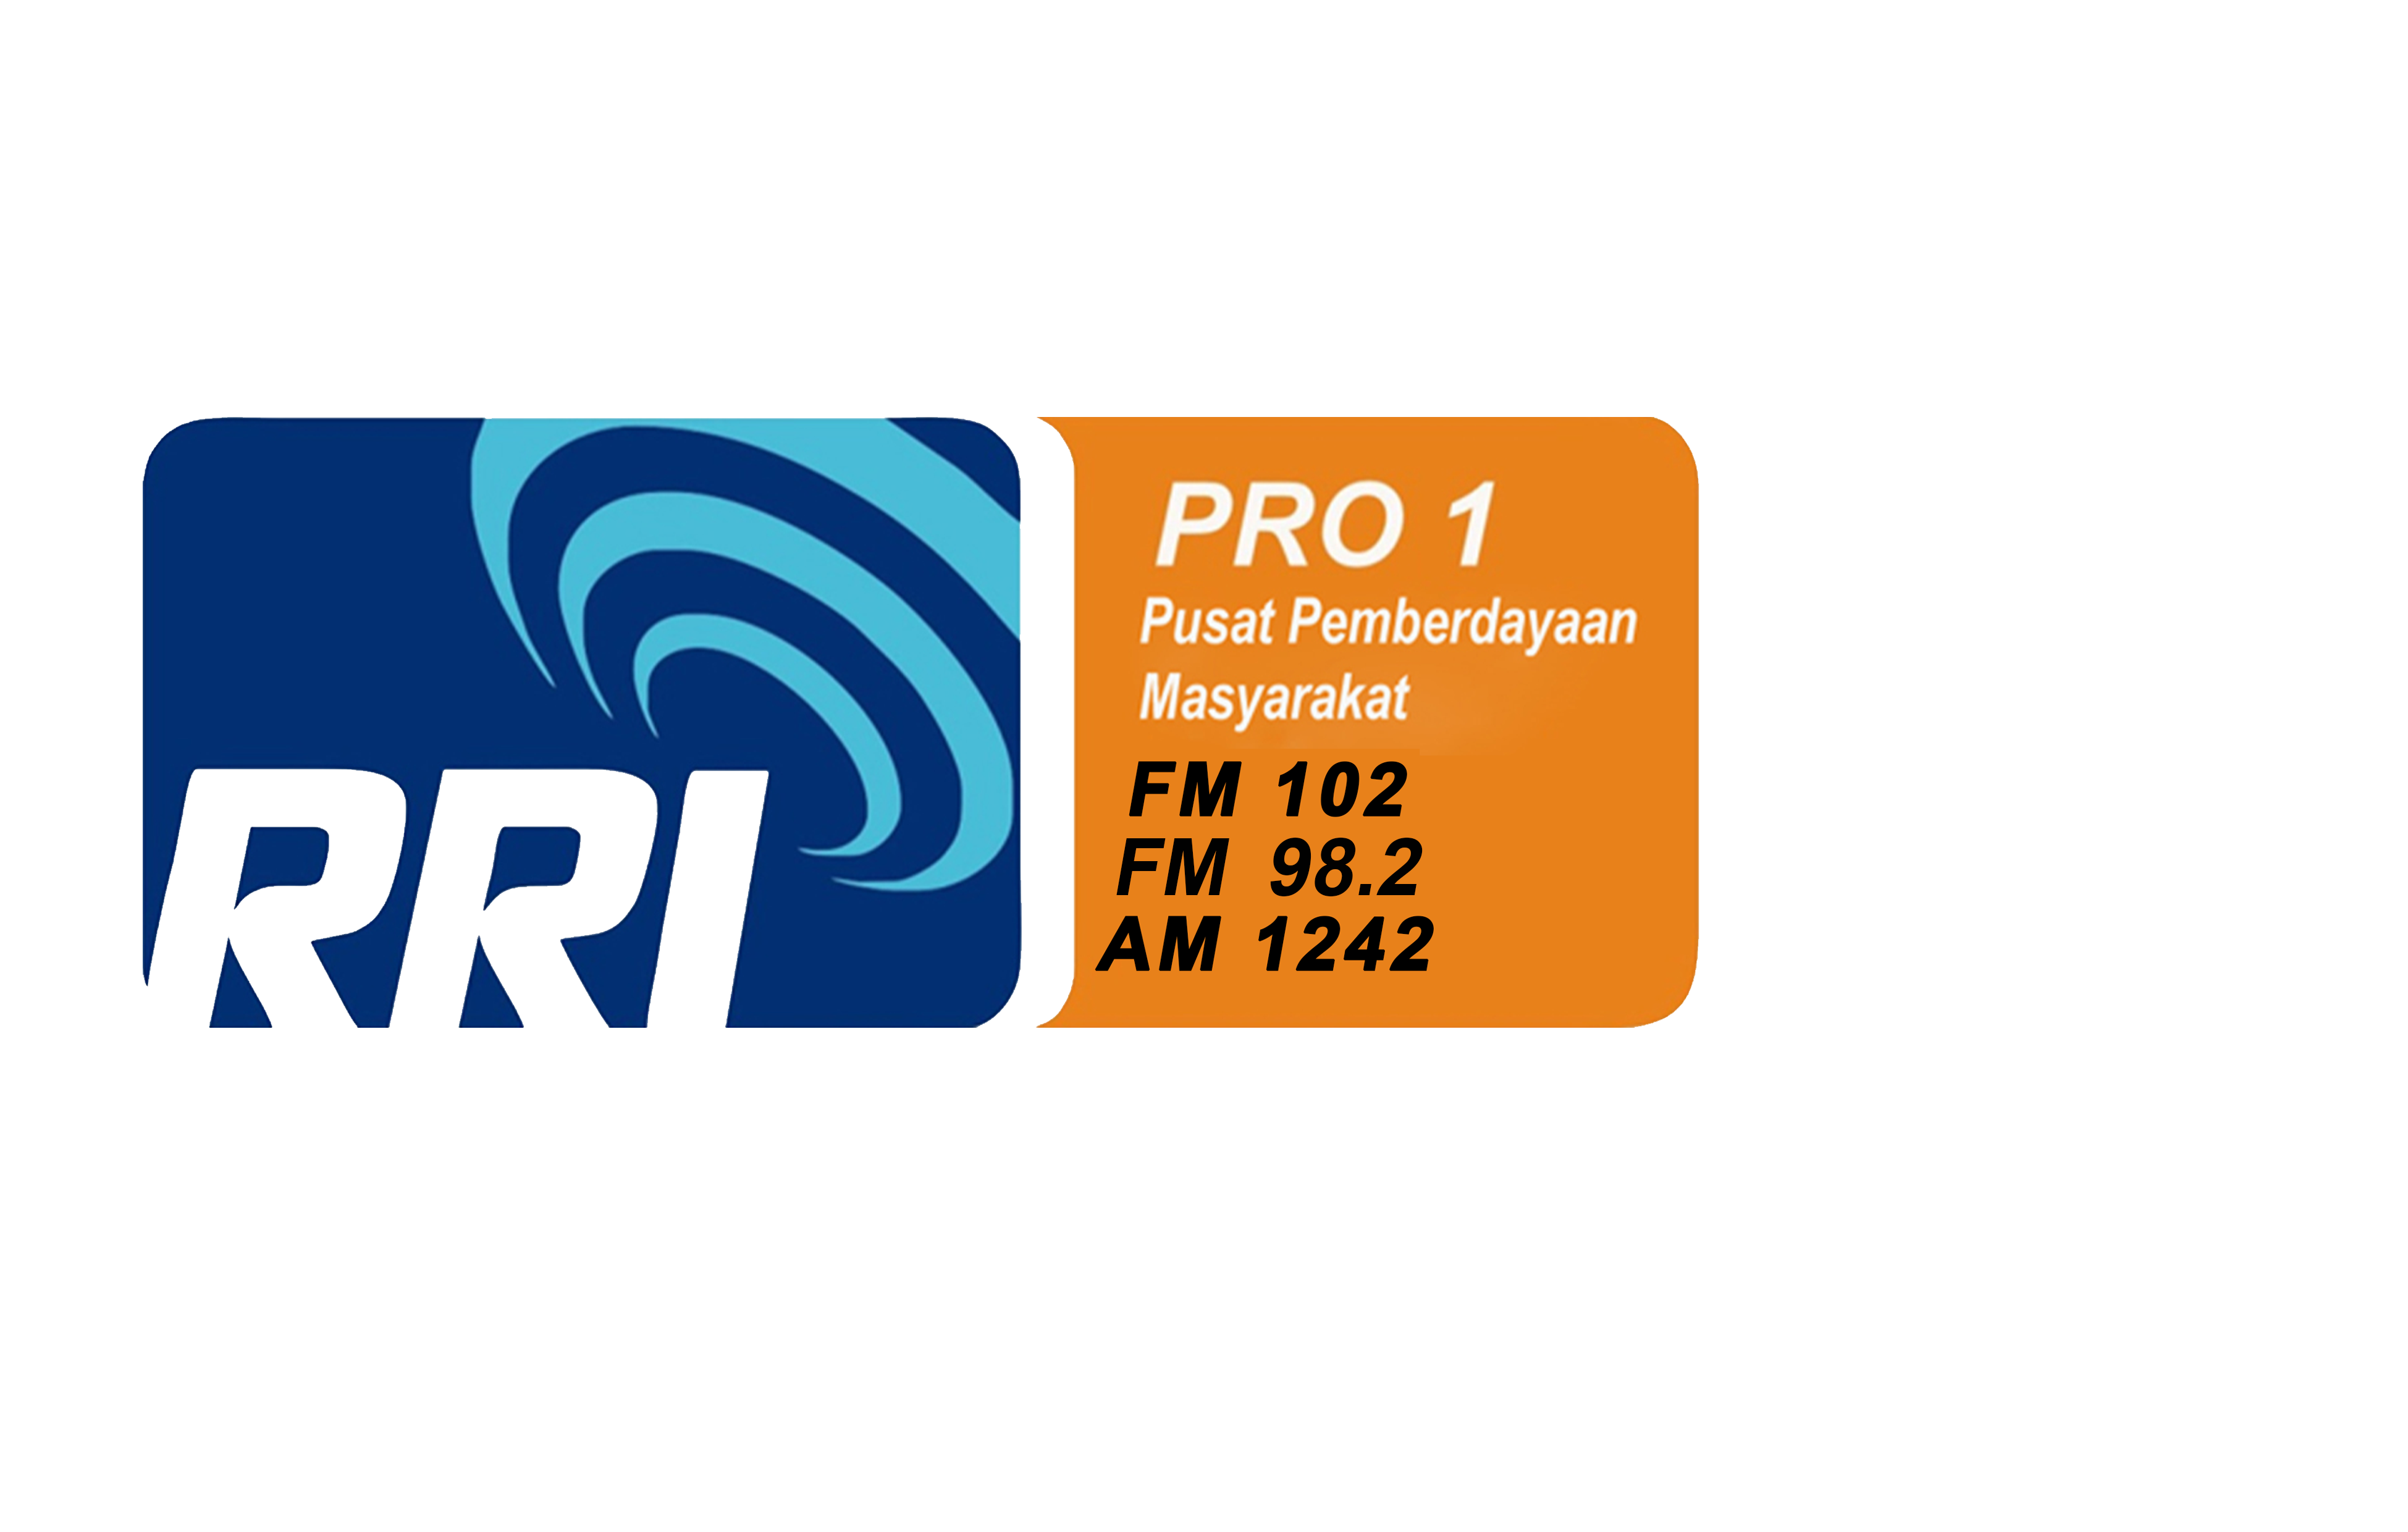 RRI
PRO 1
Pusat Pemberdayaan
Masyarakat
FM 102
FM 98.2
AM 1242